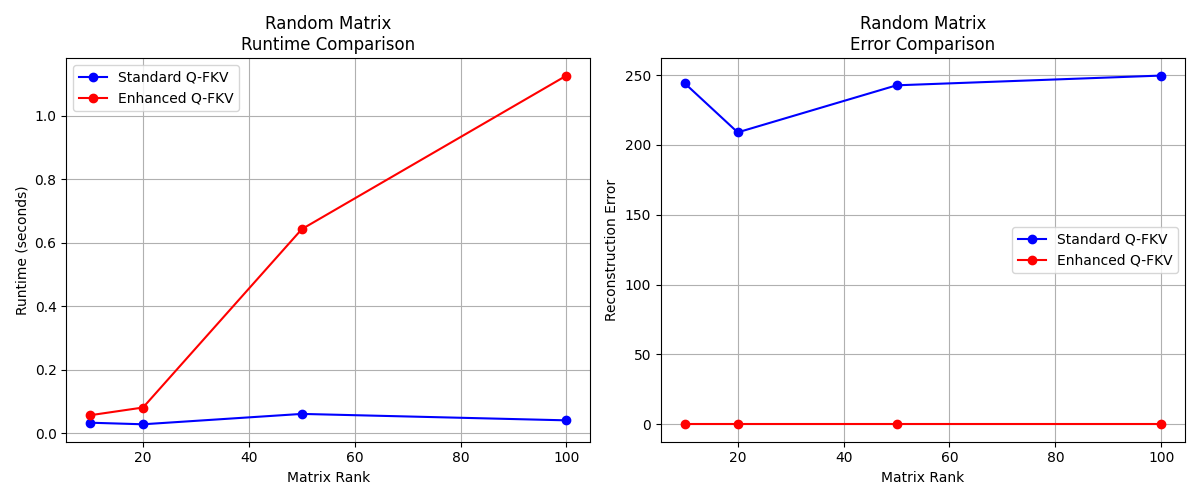 Random Matrix
Runtime Comparison
Standard Q-FKV
Enhanced Q-FKV
1.0
0.8
0.6
0.4
0.2
0.0
Runtime (seconds)
20
40
60
80
100
Matrix Rank
Random Matrix
Error Comparison
250
200
150
100
50
0
Reconstruction Error
Standard Q-FKV
Enhanced Q-FKV
20
40
60
80
100
Matrix Rank